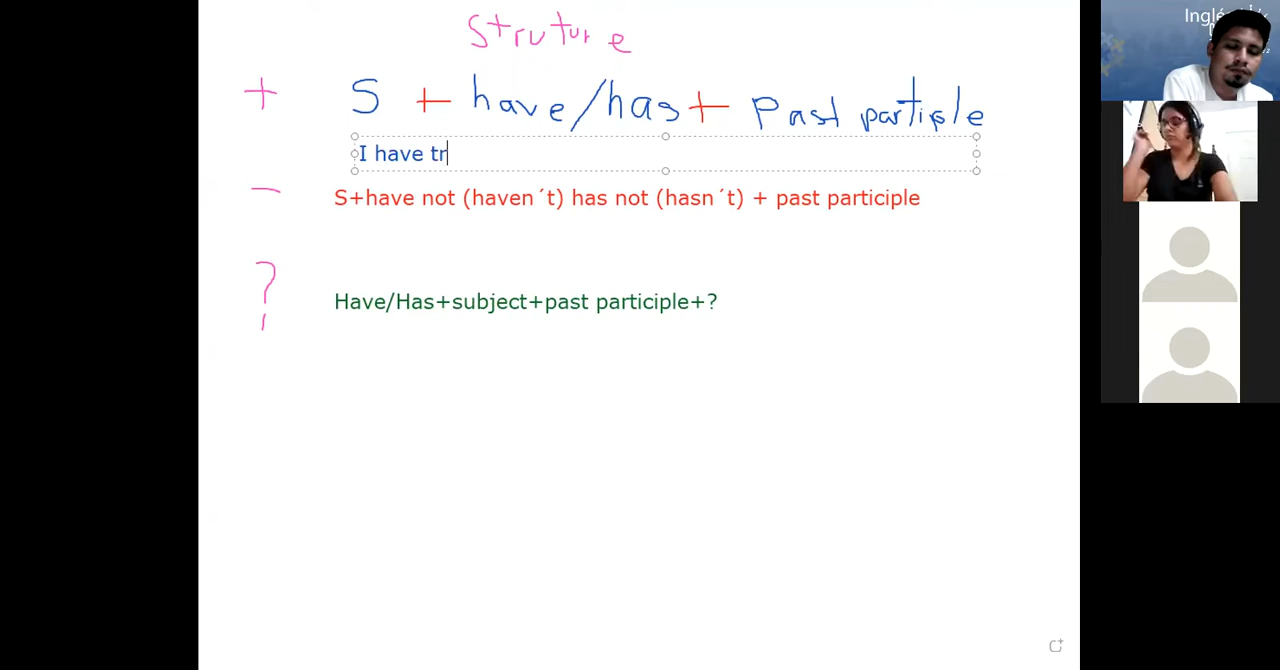 Struture
+ S + have/has + Past partiple
I have tr
- S+have not (haven´t) has not (hasn´t) + past participle
? Have/Has+subject+past participle+?